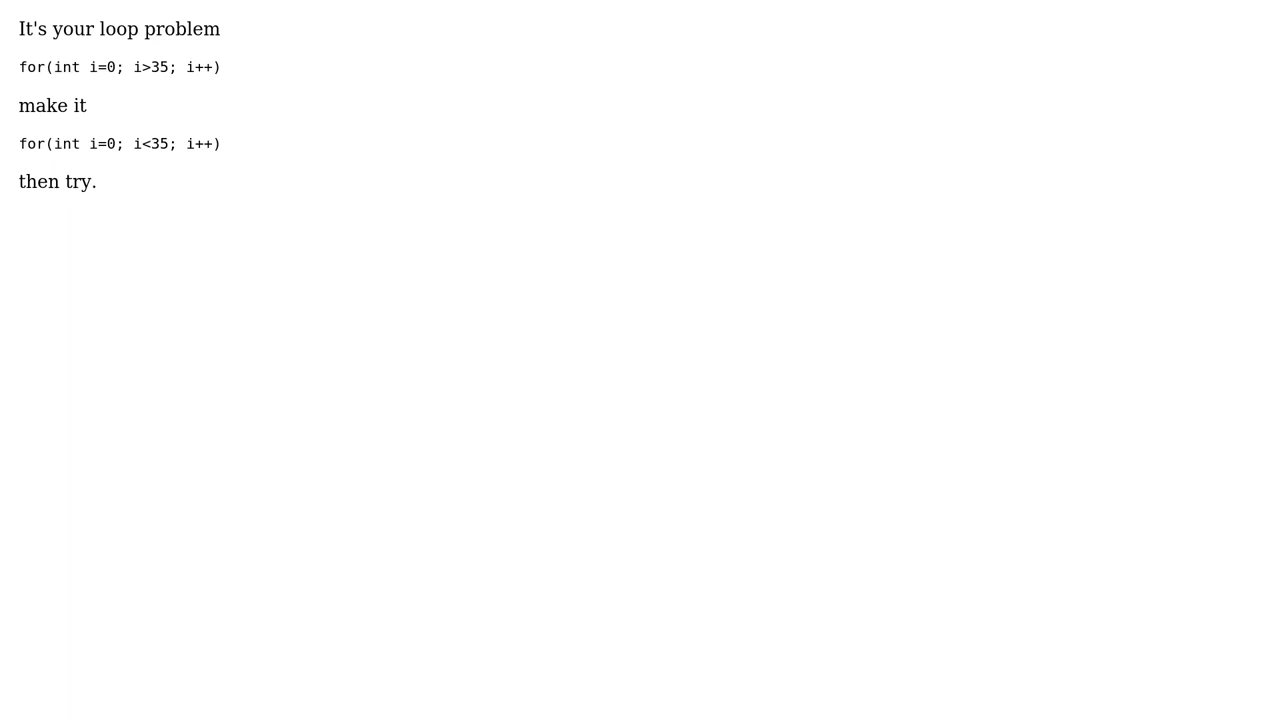 It's your loop problem
for(int i=0; i>35; i++)
make it
for(int i=0; i<35; i++)
then try.